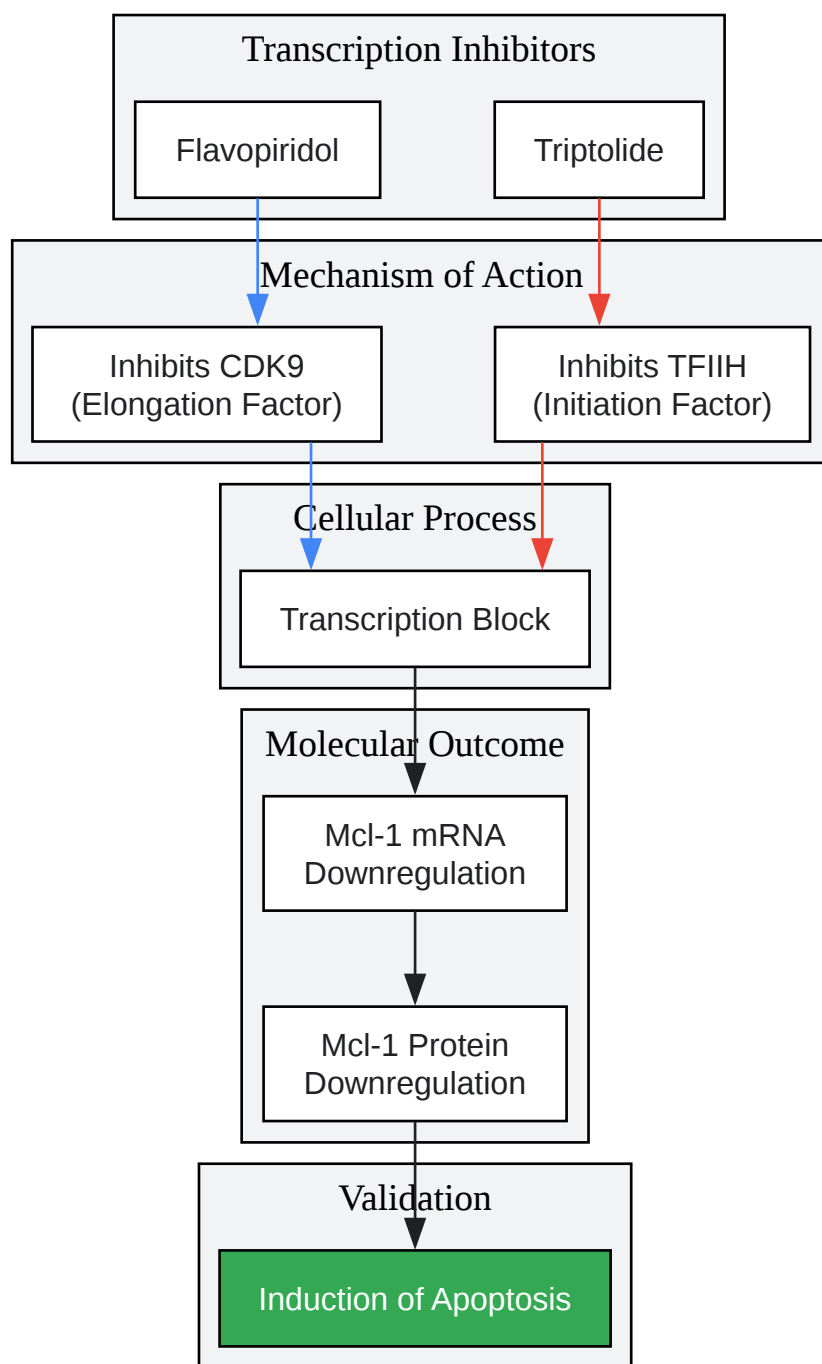 Transcription Inhibitors
Flavopiridol
Triptolide
Mechanism of Action
Inhibits CDK9
(Elongation Factor)
Inhibits TFIIH
(Initiation Factor)
Cellular Process
Transcription Block
Molecular Outcome
Mcl-1 mRNA
Downregulation
Mcl-1 Protein
Downregulation
Validation
Induction of Apoptosis